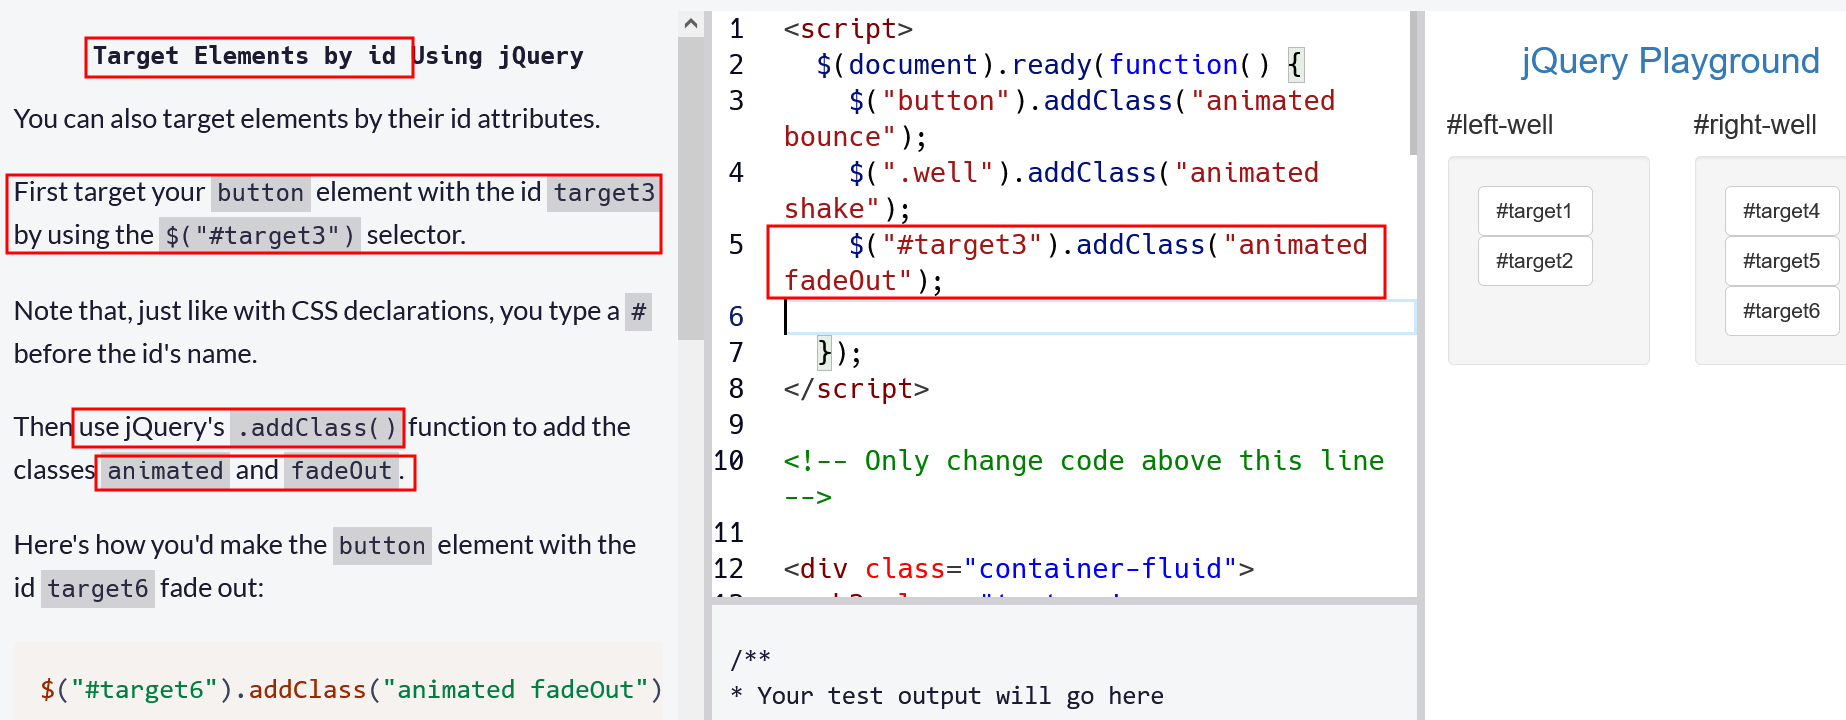 Target Elements by id Using jQuery
You can also target elements by their id attributes.
First target your button element with the id target3
by using the $("#target3") selector.
Note that, just like with CSS declarations, you type a #
before the id's name.
Then use jQuery's .addClass() function to add the
classes animated and fadeOut.
Here's how you'd make the button element with the
id target6 fade out:
$("#target6").addClass("animated fadeOut")
1 <script>
2 $(document).ready(function() {
3 $("button").addClass("animated
bounce");
4 $(".well").addClass("animated
shake");
5 $("#target3").addClass("animated
fadeOut");
6
7 });
8 </script>
9
10 <!-- Only change code above this line
-->
11
12 <div class="container-fluid">
/**
* Your test output will go here
jQuery Playground
#left-well
#target1
#target2
#right-well
#target4
#target5
#target6